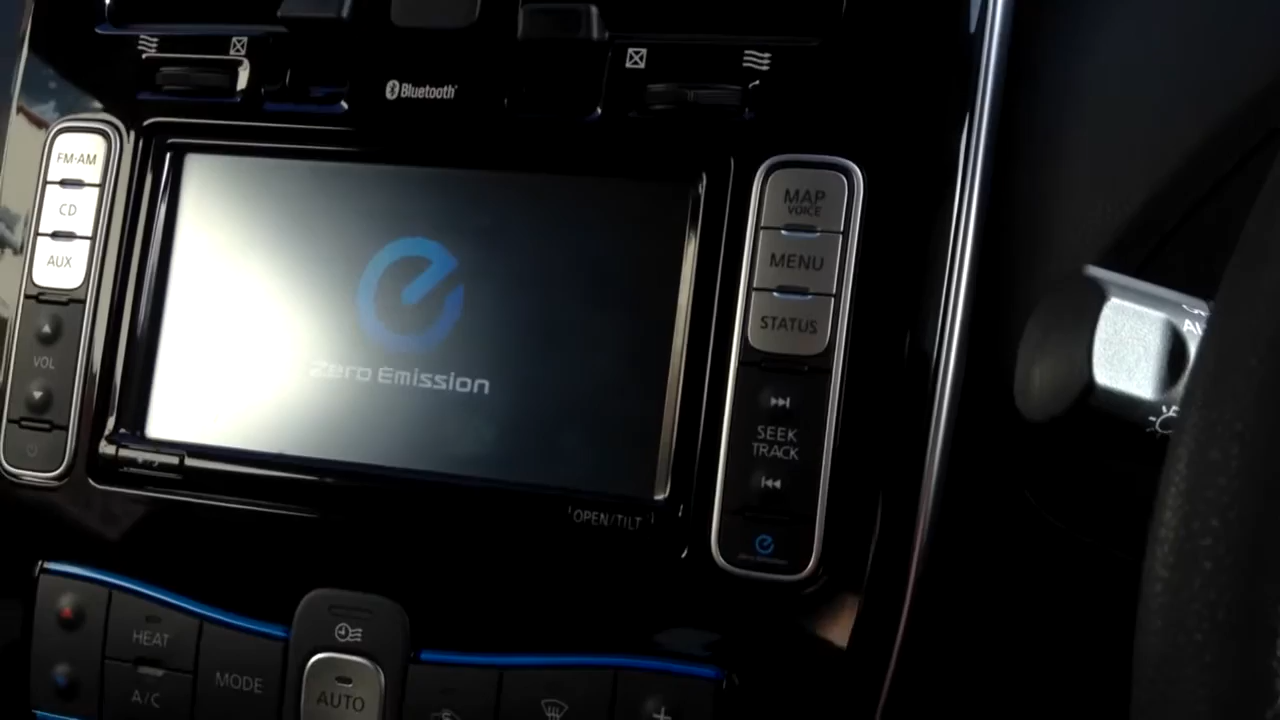 Bluetooth
FM·AM
CD
AUX
VOL
Zero Emission
OPEN/TILT
MAP
VOICE
MENU
STATUS
SEEK
TRACK
HEAT
A/C
MODE
AUTO